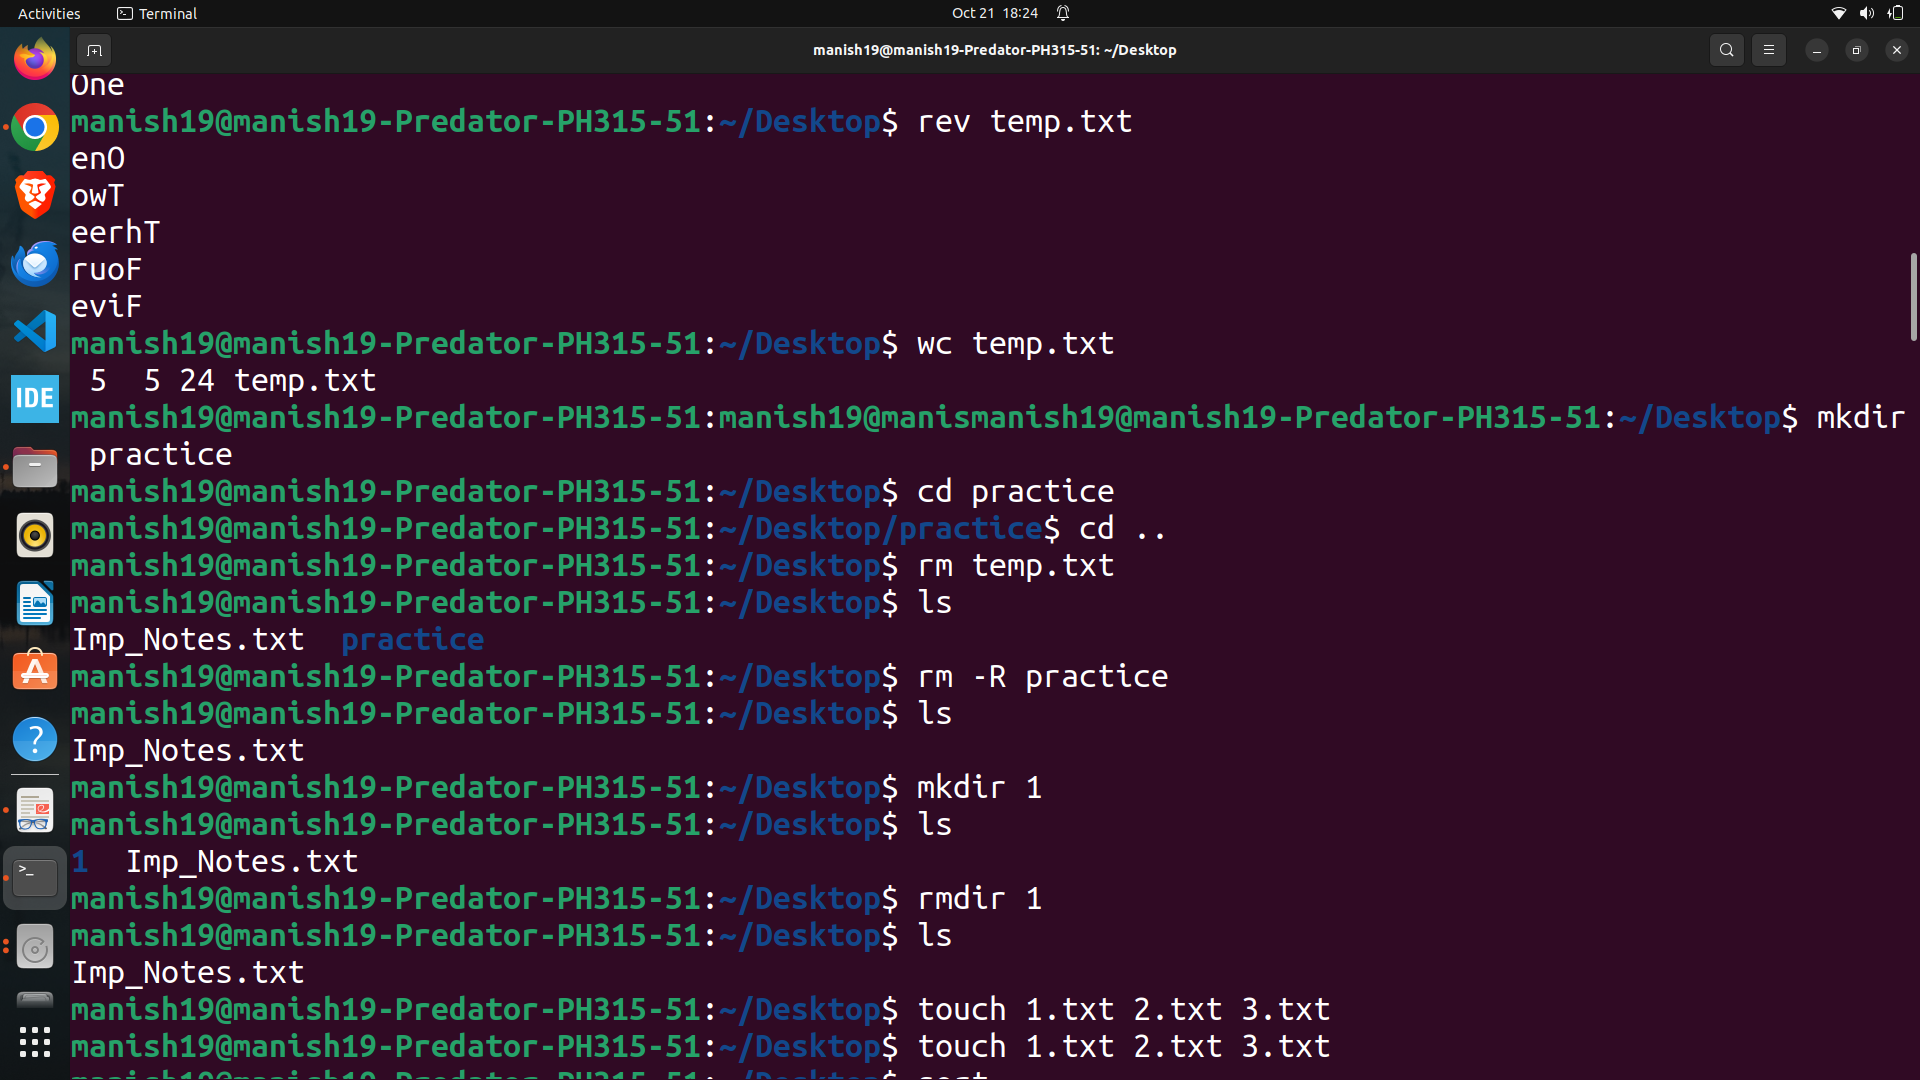 Activities Terminal Oct 21 18:24
manish19@manish19-Predator-PH315-51: ~/Desktop
One
manish19@manish19-Predator-PH315-51:~/Desktop$ rev temp.txt
enO
owT
eerhT
ruoF
eviF
manish19@manish19-Predator-PH315-51:~/Desktop$ wc temp.txt
 5  5 24 temp.txt
manish19@manish19-Predator-PH315-51:manish19@manismanish19@manish19-Predator-PH315-51:~/Desktop$ mkdir
 practice
manish19@manish19-Predator-PH315-51:~/Desktop$ cd practice
manish19@manish19-Predator-PH315-51:~/Desktop/practice$ cd ..
manish19@manish19-Predator-PH315-51:~/Desktop$ rm temp.txt
manish19@manish19-Predator-PH315-51:~/Desktop$ ls
Imp_Notes.txt  practice
manish19@manish19-Predator-PH315-51:~/Desktop$ rm -R practice
manish19@manish19-Predator-PH315-51:~/Desktop$ ls
Imp_Notes.txt
manish19@manish19-Predator-PH315-51:~/Desktop$ mkdir 1
manish19@manish19-Predator-PH315-51:~/Desktop$ ls
1  Imp_Notes.txt
manish19@manish19-Predator-PH315-51:~/Desktop$ rmdir 1
manish19@manish19-Predator-PH315-51:~/Desktop$ ls
Imp_Notes.txt
manish19@manish19-Predator-PH315-51:~/Desktop$ touch 1.txt 2.txt 3.txt
manish19@manish19-Predator-PH315-51:~/Desktop$ touch 1.txt 2.txt 3.txt
IDE